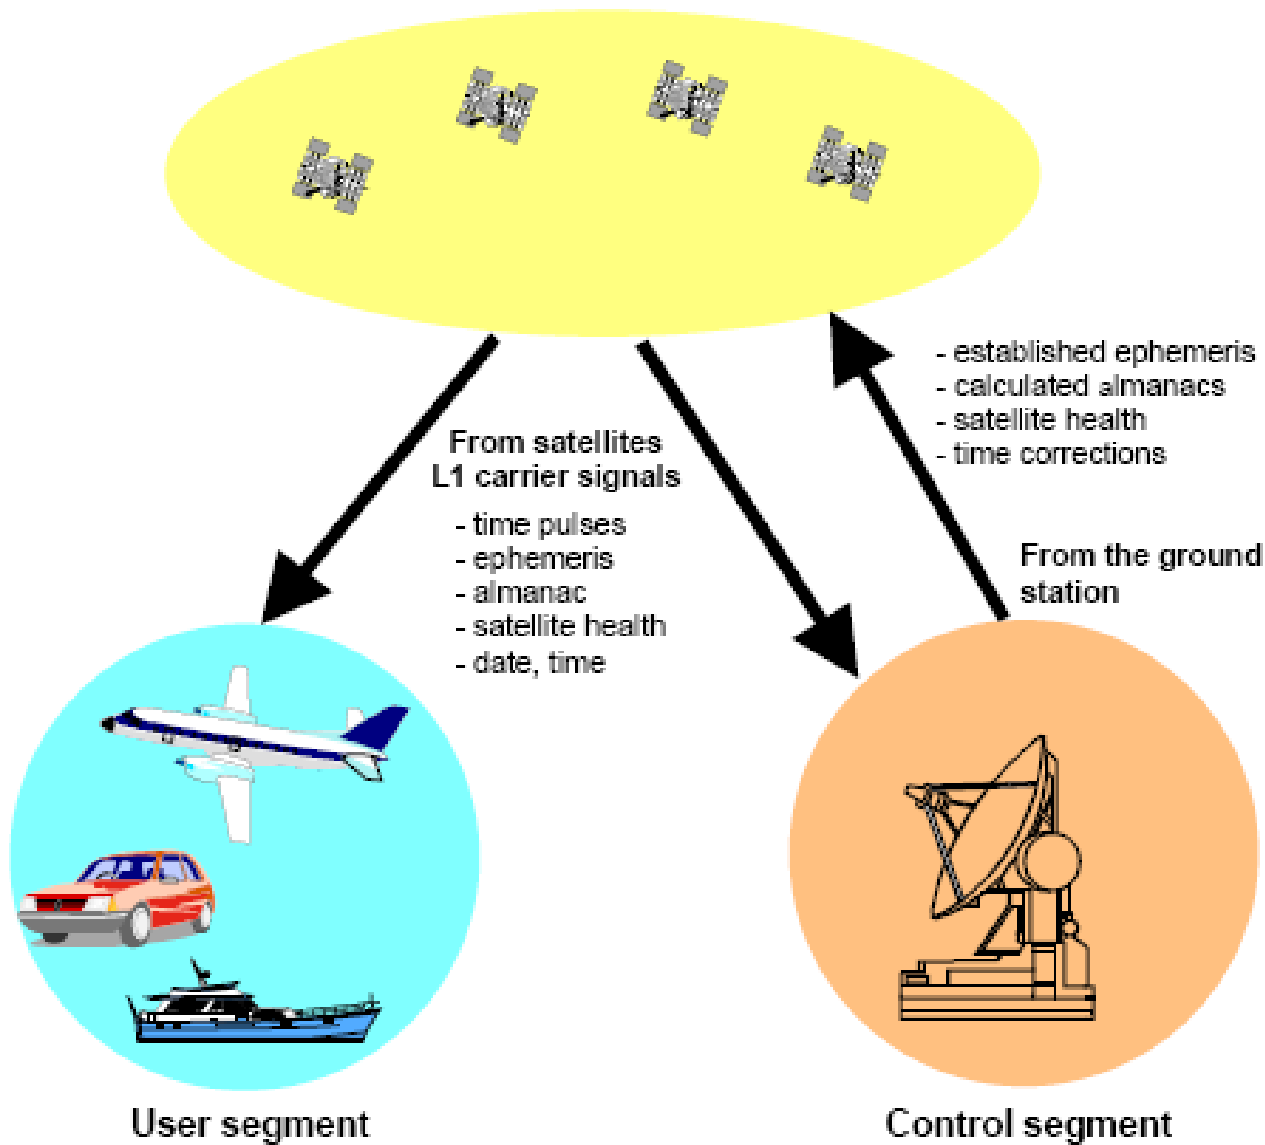 - established ephemeris
- calculated almanacs
- satellite health
- time corrections
From satellites
L1 carrier signals
- time pulses
- ephemeris
- almanac
- satellite health
- date, time
From the ground
station
User segment
Control segment